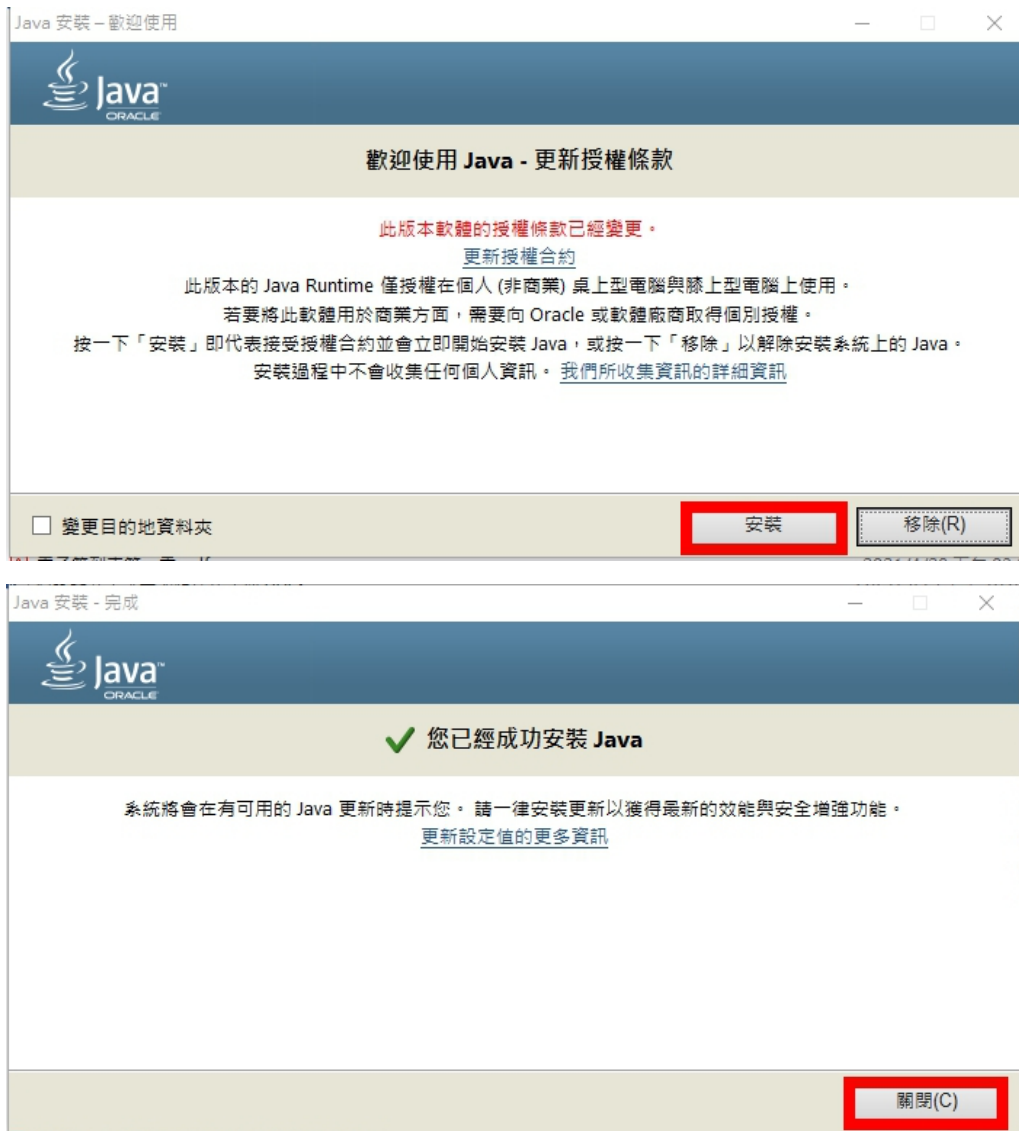 Java 安裝 – 歡迎使用
Java™
ORACLE
歡迎使用 Java - 更新授權條款
此版本軟體的授權條款已經變更。
更新授權合約
此版本的 Java Runtime 僅授權在個人 (非商業) 桌上型電腦與膝上型電腦上使用。
若要將此軟體用於商業方面，需要向 Oracle 或軟體廠商取得個別授權。
按一下「安裝」即代表接受授權合約並會立即開始安裝 Java，或按一下「移除」以解除安裝系統上的 Java。
安裝過程中不會收集任何個人資訊。 我們所收集資訊的詳細資訊
變更目的地資料夾 安裝 移除(R)
Java 安裝 - 完成
Java™
ORACLE
您已經成功安裝 Java
系統將會在有可用的 Java 更新時提示您。 請一律安裝更新以獲得最新的效能與安全增強功能。
更新設定值的更多資訊
關閉(C)